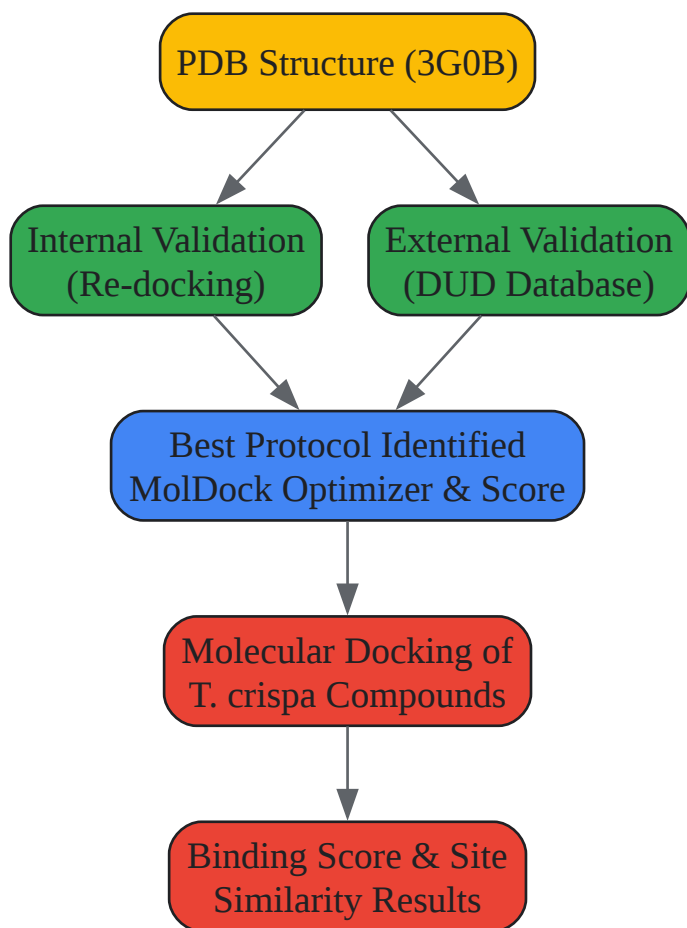 PDB Structure (3G0B)
Internal Validation
(Re-docking)
External Validation
(DUD Database)
Best Protocol Identified
MolDock Optimizer & Score
Molecular Docking of
T. crispa Compounds
Binding Score & Site
Similarity Results